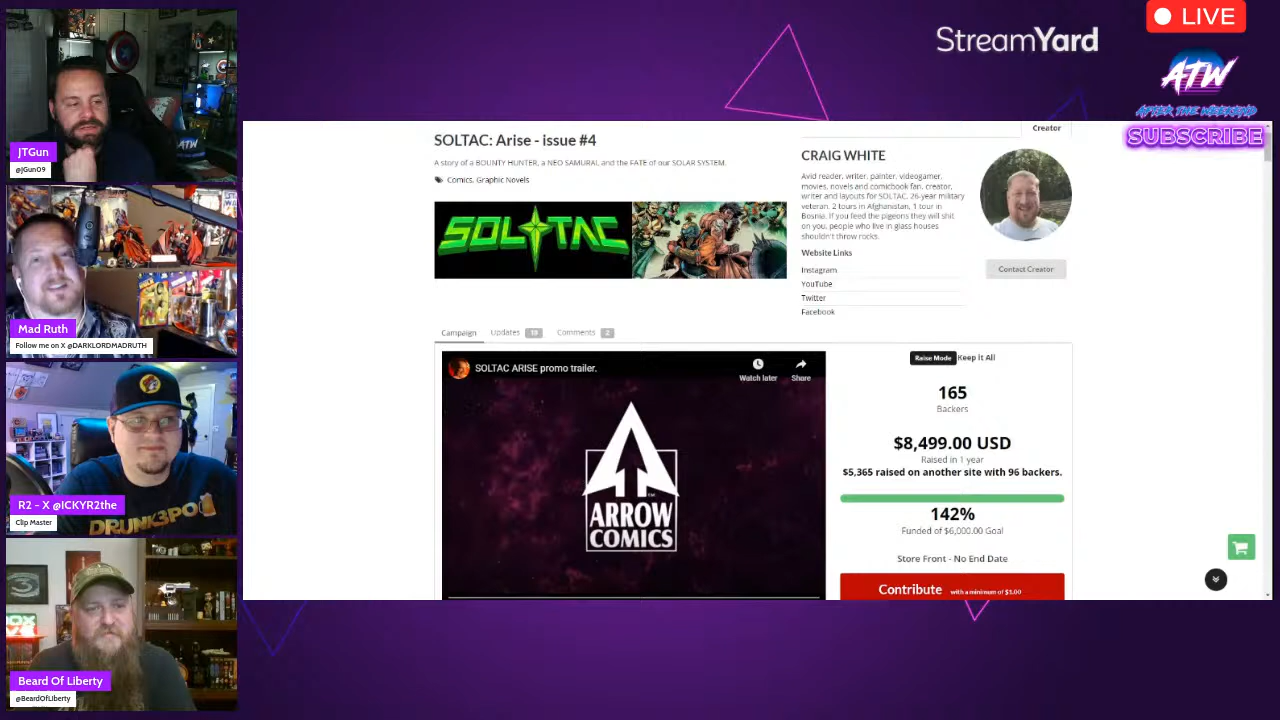 StreamYard
LIVE
ATW
AFTER THE WEEKEND
SUBSCRIBE
JTGun
@JGun09
Mad Ruth
Follow me on X @DARKLORDMADRUTH
R2 - X @ICKYR2the
Clip Master
DRUNK3PO
Beard Of Liberty
@BeardOfLiberty
SOLTAC: Arise - issue #4
A story of a BOUNTY HUNTER, a NEO SAMURAI and the FATE of our SOLAR SYSTEM.
Comics, Graphic Novels
SOLTAC
Creator
CRAIG WHITE
Avid reader, writer, painter, videogamer,
movies, novels and comicbook fan, creator,
writer and layouts for SOLTAC. 26-year military
veteran. 2 tours in Afghanistan, 1 tour in
Bosnia. If you feed the pigeons they will shit
on you, people who live in glass houses
shouldn't throw rocks.
Website Links
Instagram
YouTube
Twitter
Facebook
Contact Creator
Campaign Updates 19 Comments 2
SOLTAC ARISE promo trailer.
Watch later
Share
ARROW
COMICS
Raise Mode Keep it All
165
Backers
$8,499.00 USD
Raised in 1 year
$5,365 raised on another site with 96 backers.
142%
Funded of $6,000.00 Goal
Store Front - No End Date
Contribute with a minimum of $1.00